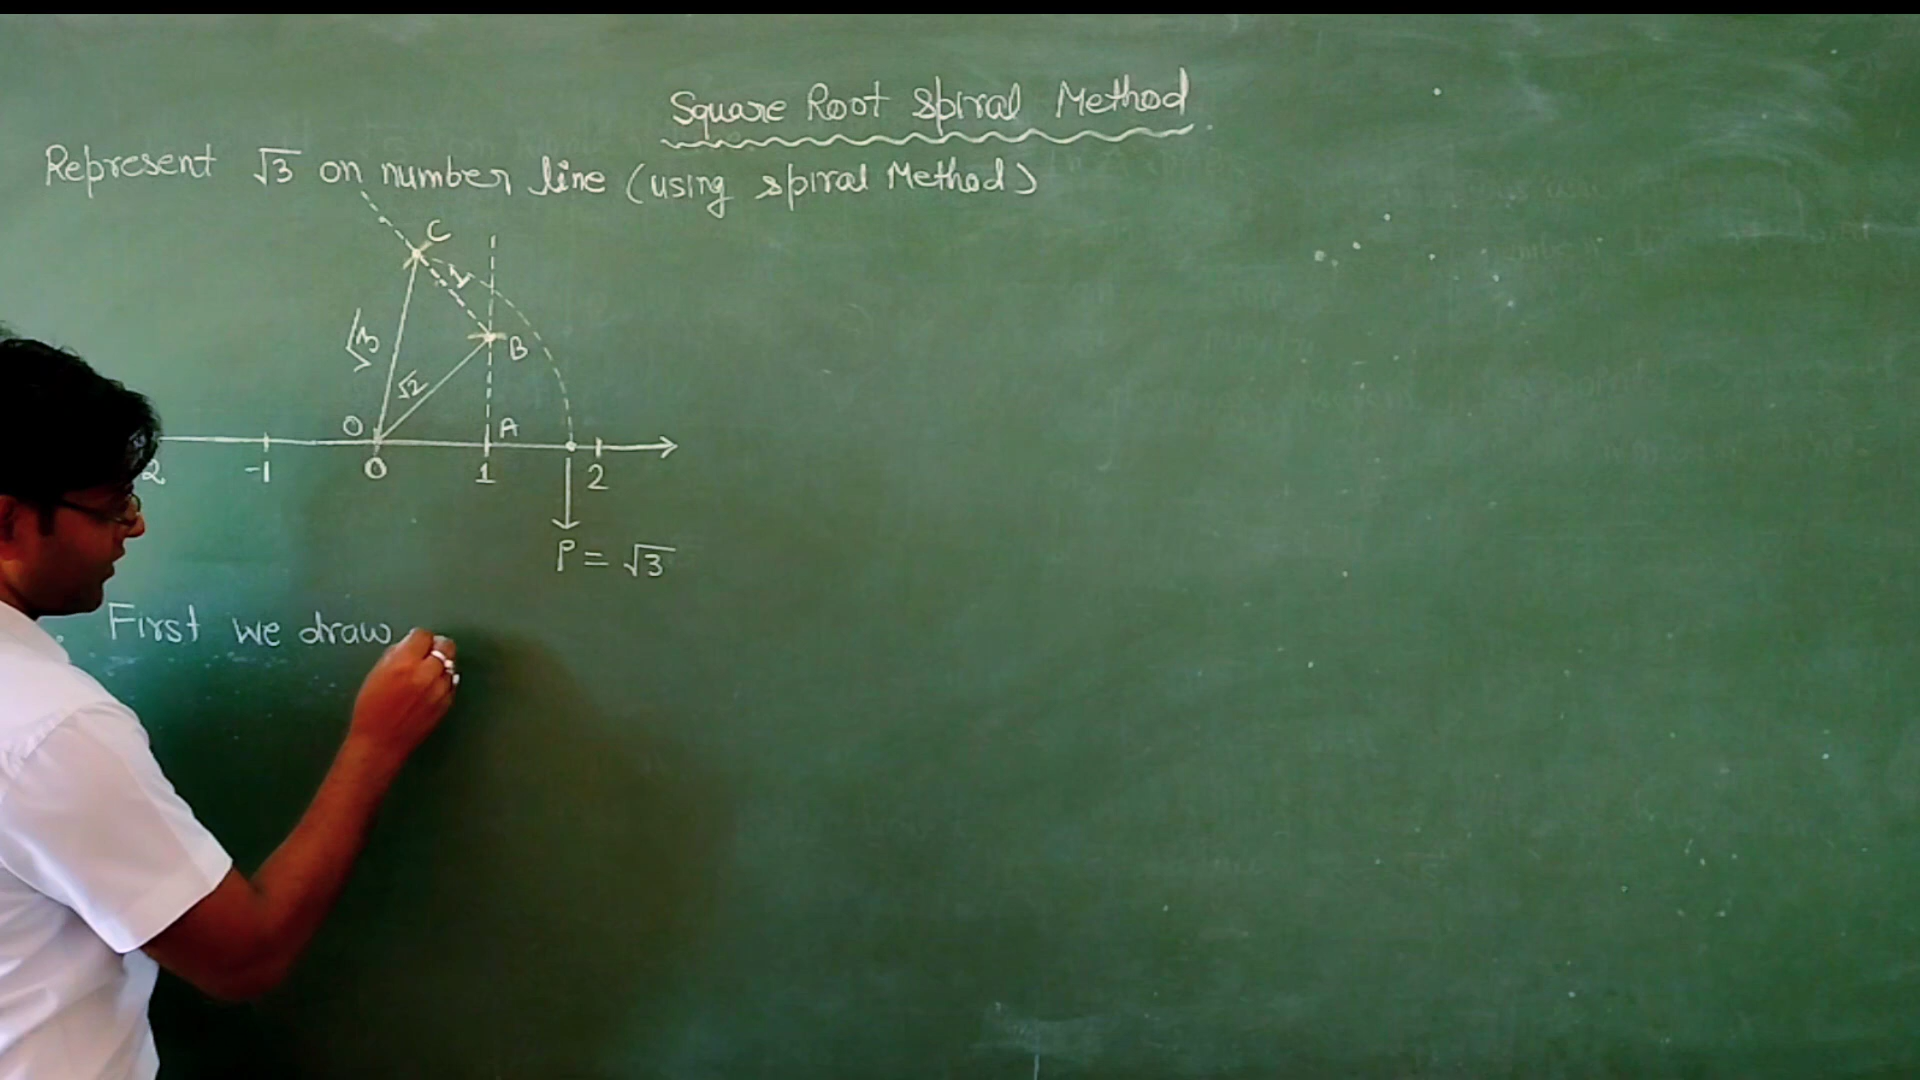 Square Root Spiral Method
Represent √3 on number line (using spiral Method)
C
1
√3
B
√2
O
A
2
-1
0
1
2
P = √3
First we draw